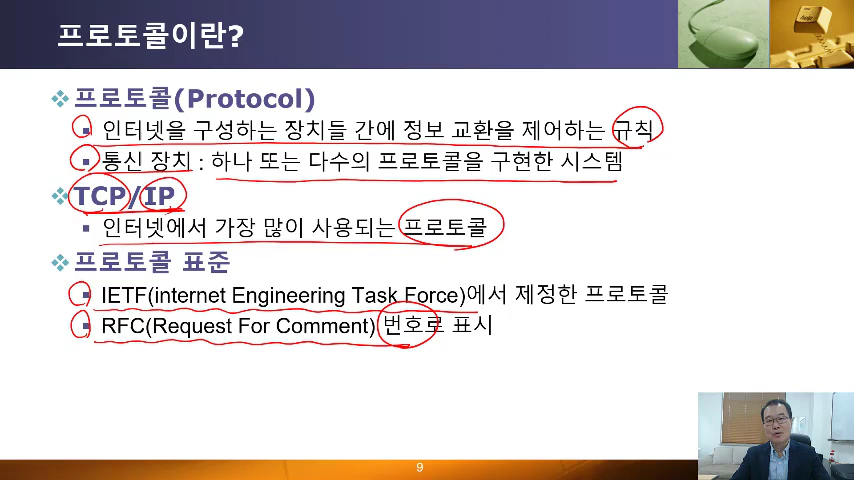 프로토콜이란?
프로토콜(Protocol)
인터넷을 구성하는 장치들 간에 정보 교환을 제어하는 규칙
통신 장치 : 하나 또는 다수의 프로토콜을 구현한 시스템
TCP/IP
인터넷에서 가장 많이 사용되는 프로토콜
프로토콜 표준
IETF(internet Engineering Task Force)에서 제정한 프로토콜
RFC(Request For Comment) 번호로 표시
9